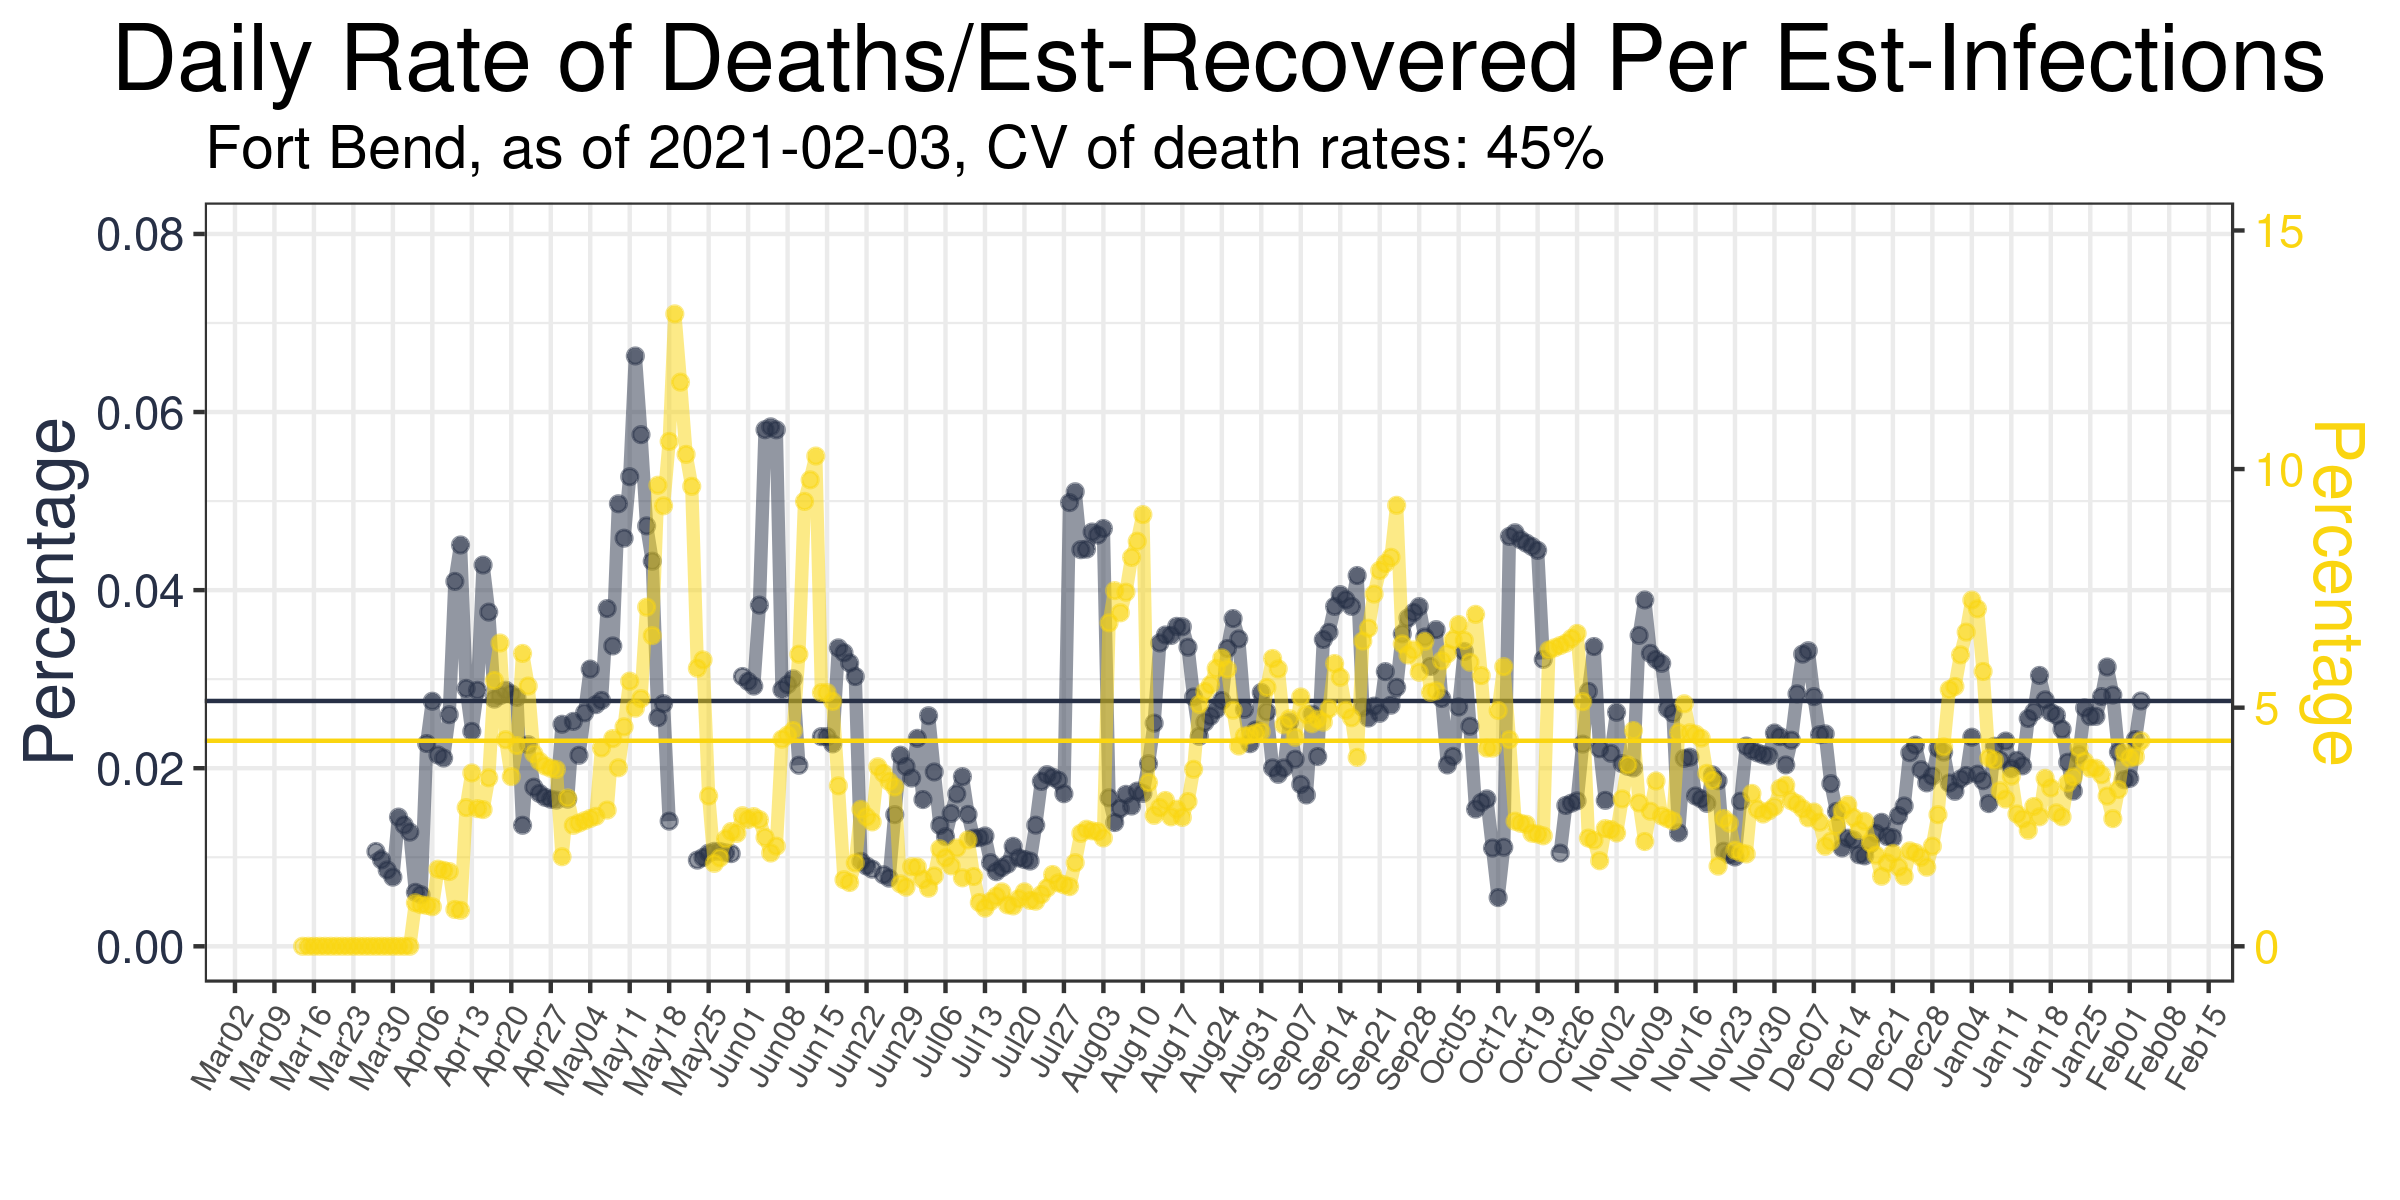 Daily Rate of Deaths/Est-Recovered Per Est-Infections
Fort Bend, as of 2021-02-03, CV of death rates: 45%
Percentage
0.08
0.06
0.04
0.02
0.00
15
10
5
0
Percentage
Mar02
Mar09
Mar16
Mar23
Mar30
Apr06
Apr13
Apr20
Apr27
May04
May11
May18
May25
Jun01
Jun08
Jun15
Jun22
Jun29
Jul06
Jul13
Jul20
Jul27
Aug03
Aug10
Aug17
Aug24
Aug31
Sep07
Sep14
Sep21
Sep28
Oct05
Oct12
Oct19
Oct26
Nov02
Nov09
Nov16
Nov23
Nov30
Dec07
Dec14
Dec21
Dec28
Jan04
Jan11
Jan18
Jan25
Feb01
Feb08
Feb15